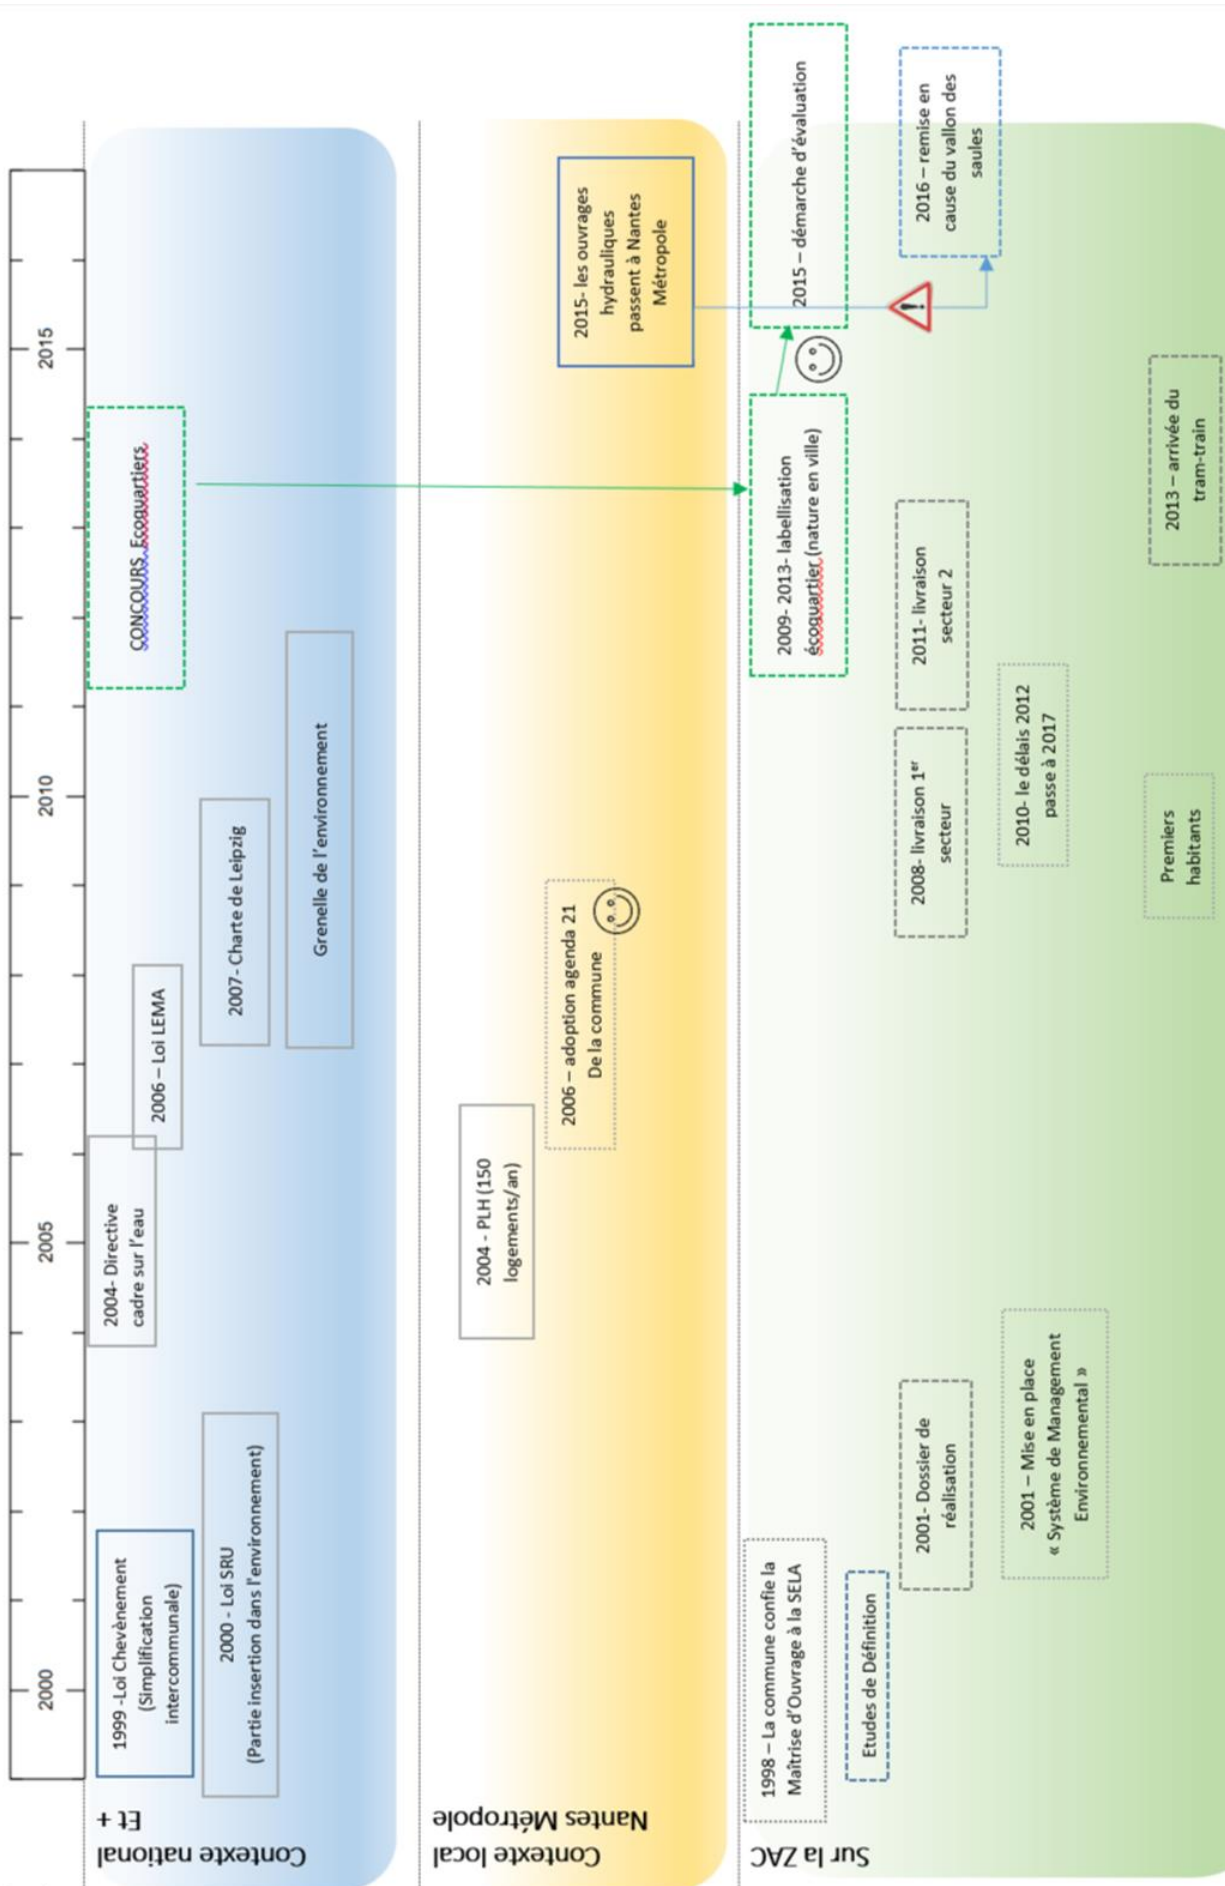 2000
2005
2010
2015
Contexte national
Et +
1999 -Loi Chevènement
(Simplification
intercommunale)
2000 - Loi SRU
(Partie insertion dans l'environnement)
2004- Directive
cadre sur l'eau
2006 – Loi LEMA
2007- Charte de Leipzig
Grenelle de l'environnement
CONCOURS Ecoquartiers
Contexte local
Nantes Métropole
2004 - PLH (150
logements/an)
2006 – adoption agenda 21
De la commune
2015- les ouvrages
hydrauliques
passent à Nantes
Métropole
Sur la ZAC
1998 – La commune confie la
Maîtrise d'Ouvrage à la SELA
Etudes de Définition
2001- Dossier de
réalisation
2001 – Mise en place
« Système de Management
Environnemental »
2008- livraison 1er
secteur
2010- le délais 2012
passe à 2017
Premiers
habitants
2009- 2013- labellisation
écoquartier (nature en ville)
2011- livraison
secteur 2
2013 – arrivée du
tram-train
2015 – démarche d'évaluation
2016 – remise en
cause du vallon des
saules